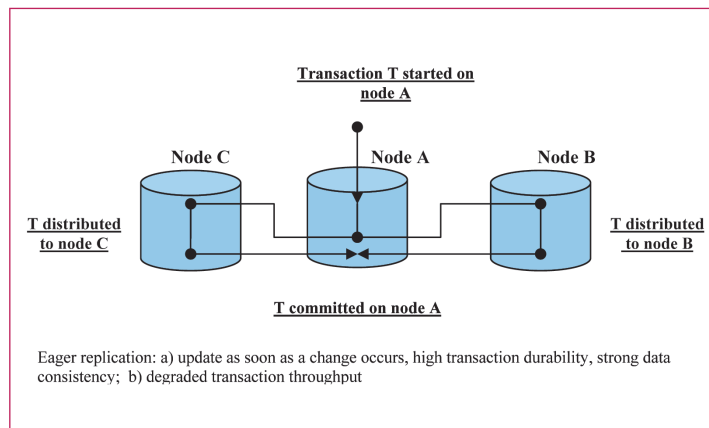 Transaction T started on
node A
Node C
Node A
Node B
T distributed
to node C
T distributed
to node B
T committed on node A
Eager replication: a) update as soon as a change occurs, high transaction durability, strong data
consistency; b) degraded transaction throughput